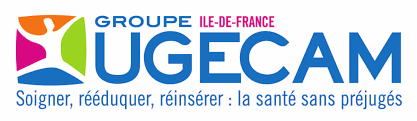 GROUPE ILE-DE-FRANCE
UGECAM
Soigner, rééduquer, réinsérer : la santé sans préjugés